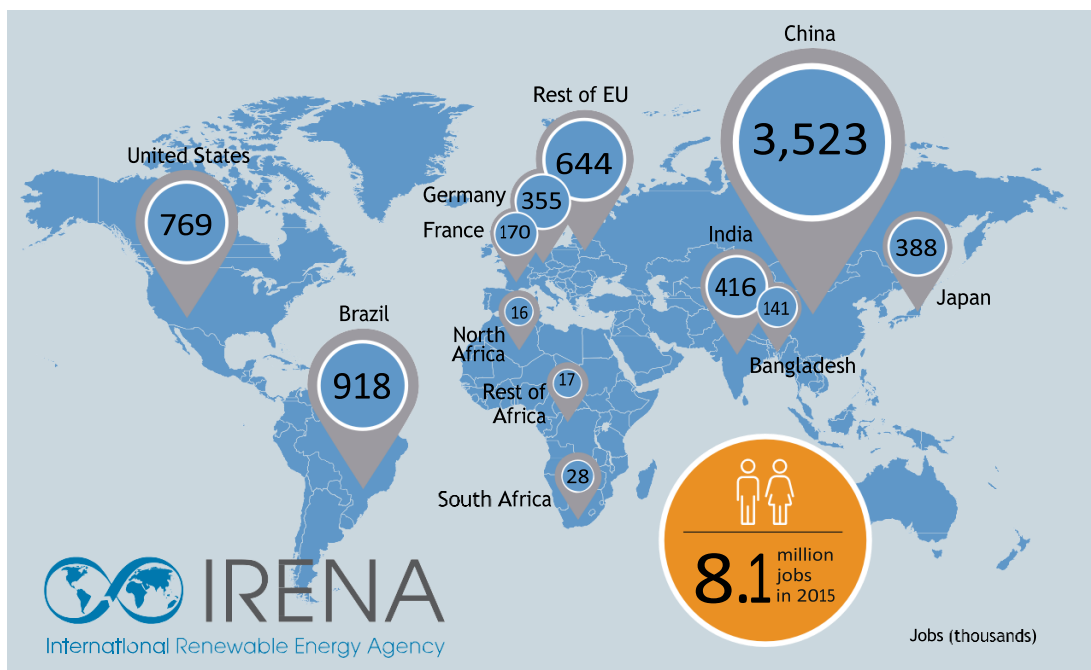 China
3,523
Rest of EU
644
United States
769
Germany
355
France
170
India
416
141
Bangladesh
388
Japan
16
North
Africa
Brazil
918
17
Rest of
Africa
28
South Africa
8.1
million
jobs
in 2015
IRENA
International Renewable Energy Agency
Jobs (thousands)